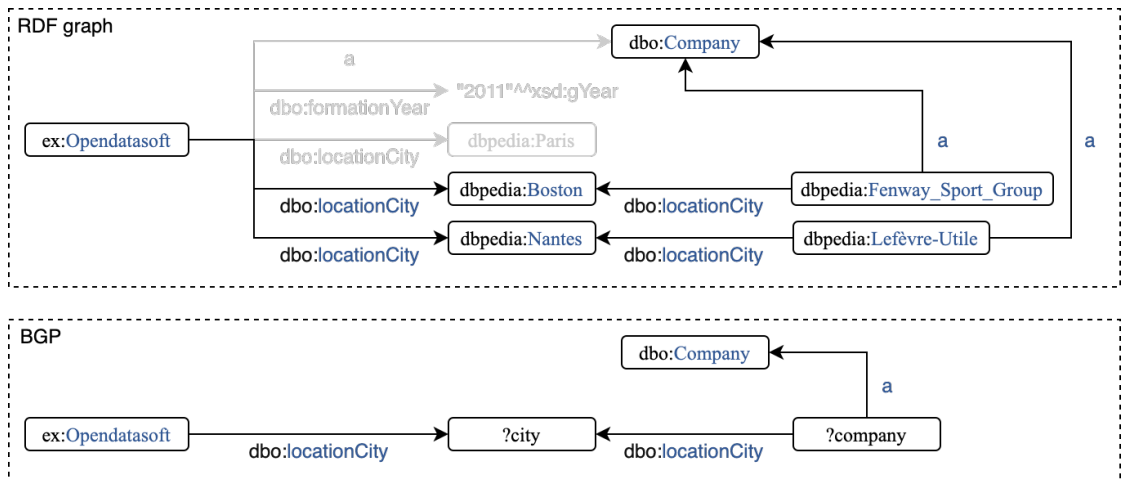 RDF graph
dbo:Company
a
"2011"^^xsd:gYear
dbo:formationYear
ex:Opendatasoft
dbpedia:Paris
a
a
dbo:locationCity
dbpedia:Boston
dbpedia:Fenway_Sport_Group
dbo:locationCity
dbo:locationCity
dbpedia:Nantes
dbpedia:Lefèvre-Utile
dbo:locationCity
dbo:locationCity
BGP
dbo:Company
a
ex:Opendatasoft
?city
?company
dbo:locationCity
dbo:locationCity